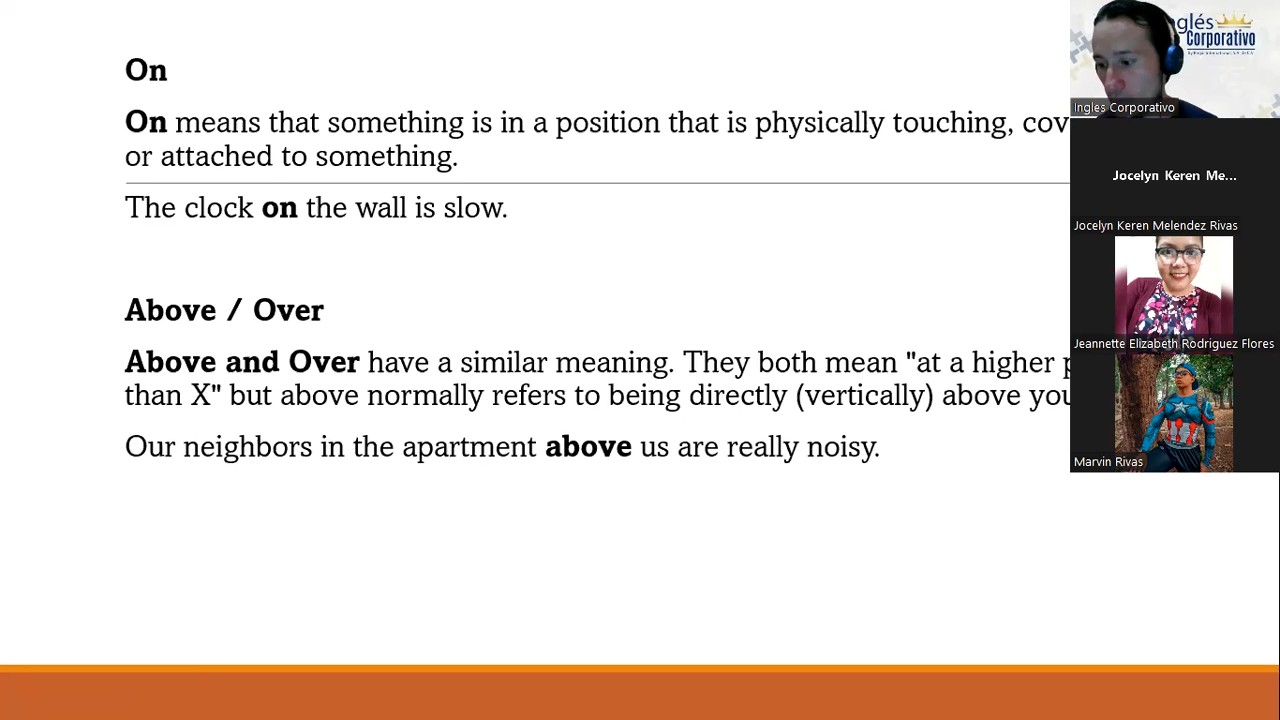 On
On means that something is in a position that is physically touching, cov
or attached to something.
The clock on the wall is slow.
Above / Over
Above and Over have a similar meaning. They both mean "at a higher
than X" but above normally refers to being directly (vertically) above you
Our neighbors in the apartment above us are really noisy.
glés
Corporativo
Ingles Corporativo
Jocelyn Keren Me...
Jocelyn Keren Melendez Rivas
Jeannette Elizabeth Rodriguez Flores
Marvin Rivas